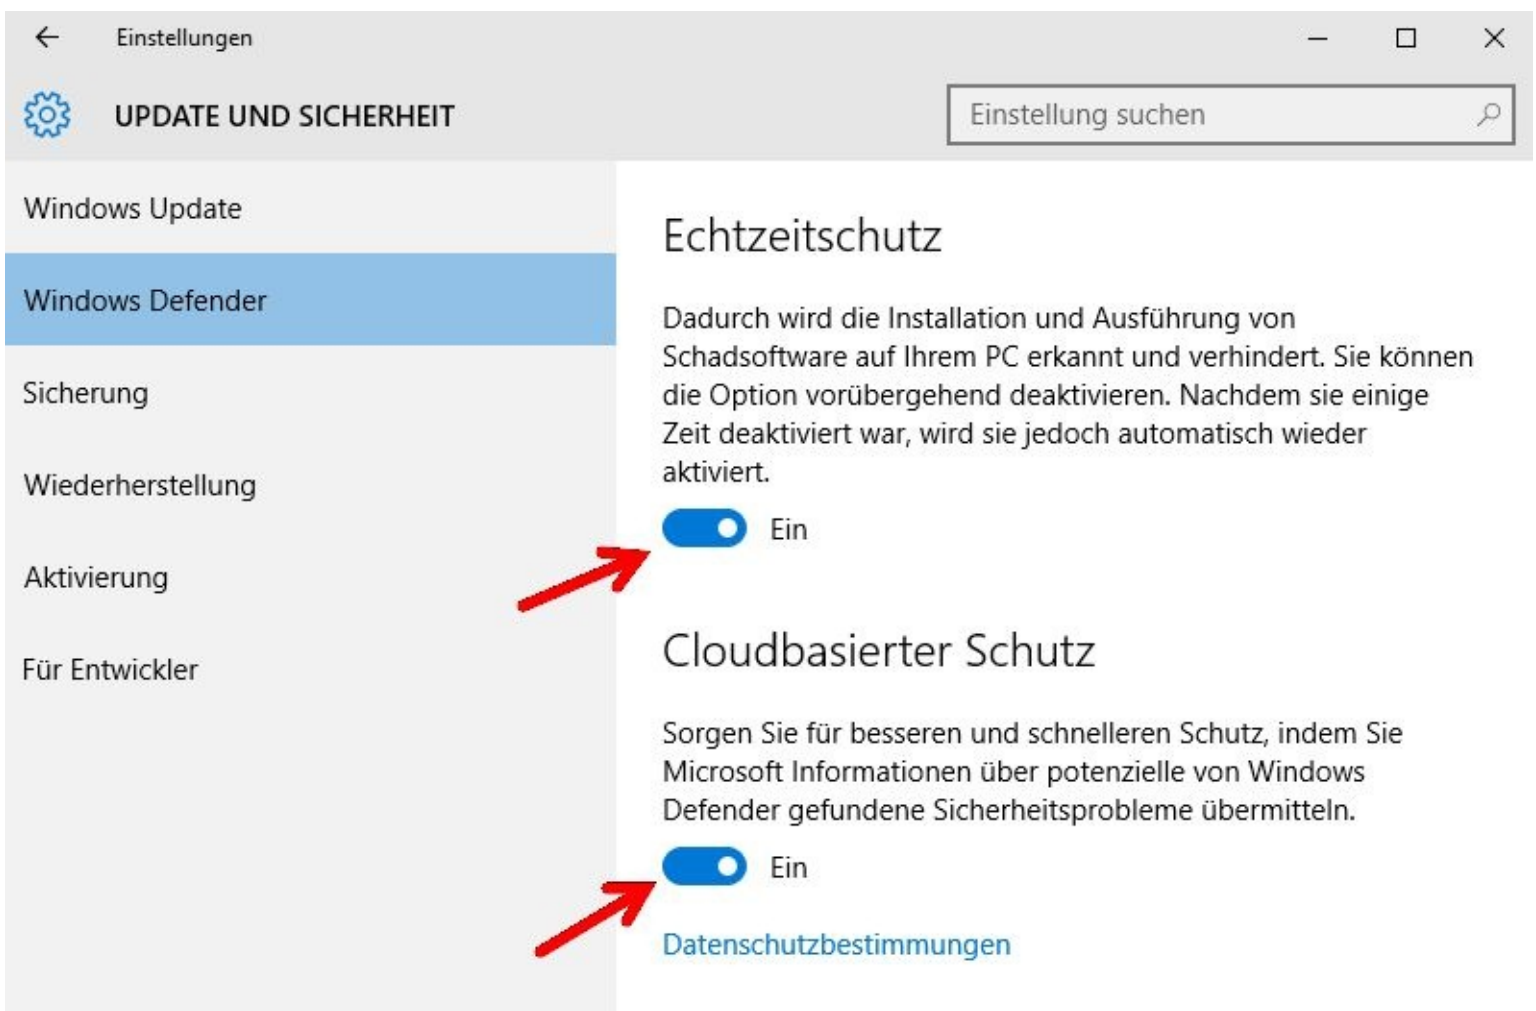 Einstellungen
UPDATE UND SICHERHEIT
Einstellung suchen
Windows Update
Windows Defender
Sicherung
Wiederherstellung
Aktivierung
Für Entwickler
Echtzeitschutz
Dadurch wird die Installation und Ausführung von
Schadsoftware auf Ihrem PC erkannt und verhindert. Sie können
die Option vorübergehend deaktivieren. Nachdem sie einige
Zeit deaktiviert war, wird sie jedoch automatisch wieder
aktiviert.
Ein
Cloudbasierter Schutz
Sorgen Sie für besseren und schnelleren Schutz, indem Sie
Microsoft Informationen über potenzielle von Windows
Defender gefundene Sicherheitsprobleme übermitteln.
Ein
Datenschutzbestimmungen